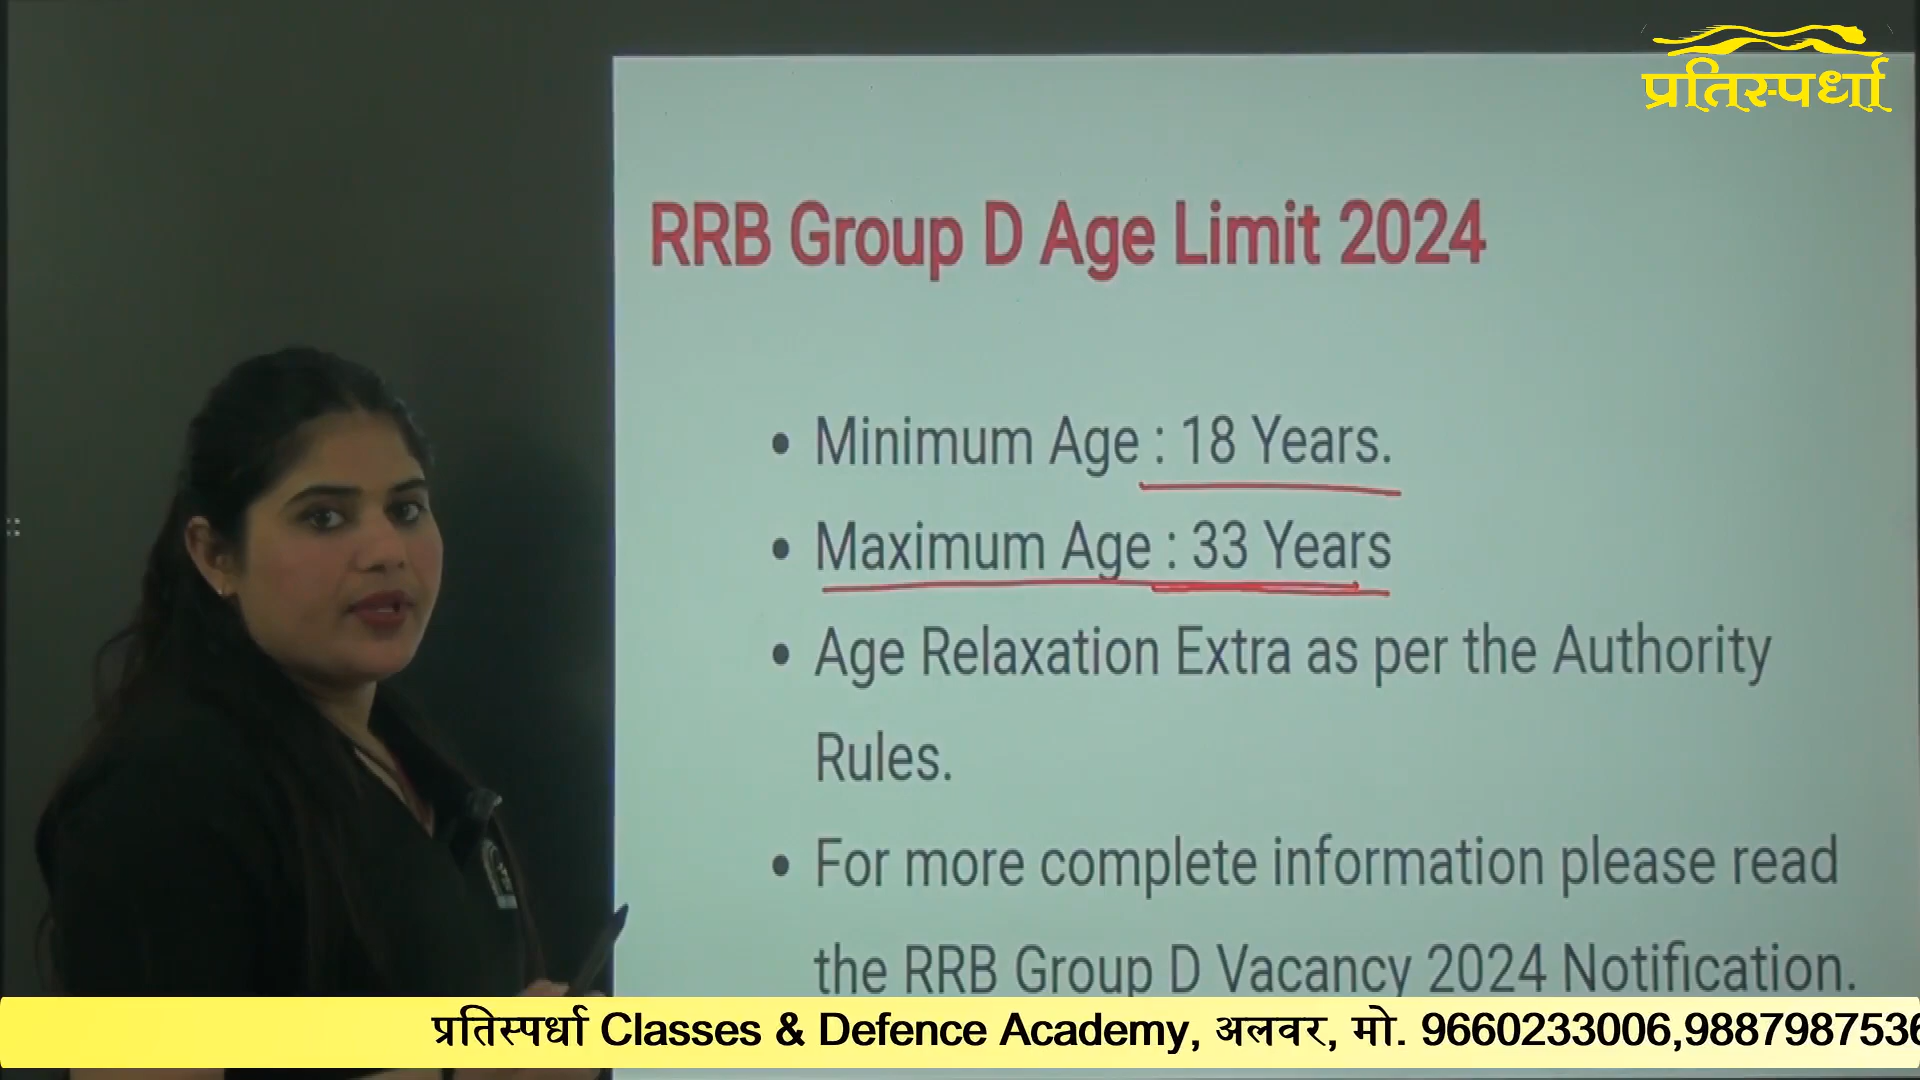 प्रतिस्पर्धा
RRB Group D Age Limit 2024
• Minimum Age : 18 Years.
• Maximum Age : 33 Years
• Age Relaxation Extra as per the Authority
Rules.
• For more complete information please read
the RRB Group D Vacancy 2024 Notification.
प्रतिस्पर्धा Classes & Defence Academy, अलवर, मो. 9660233006,9887987536